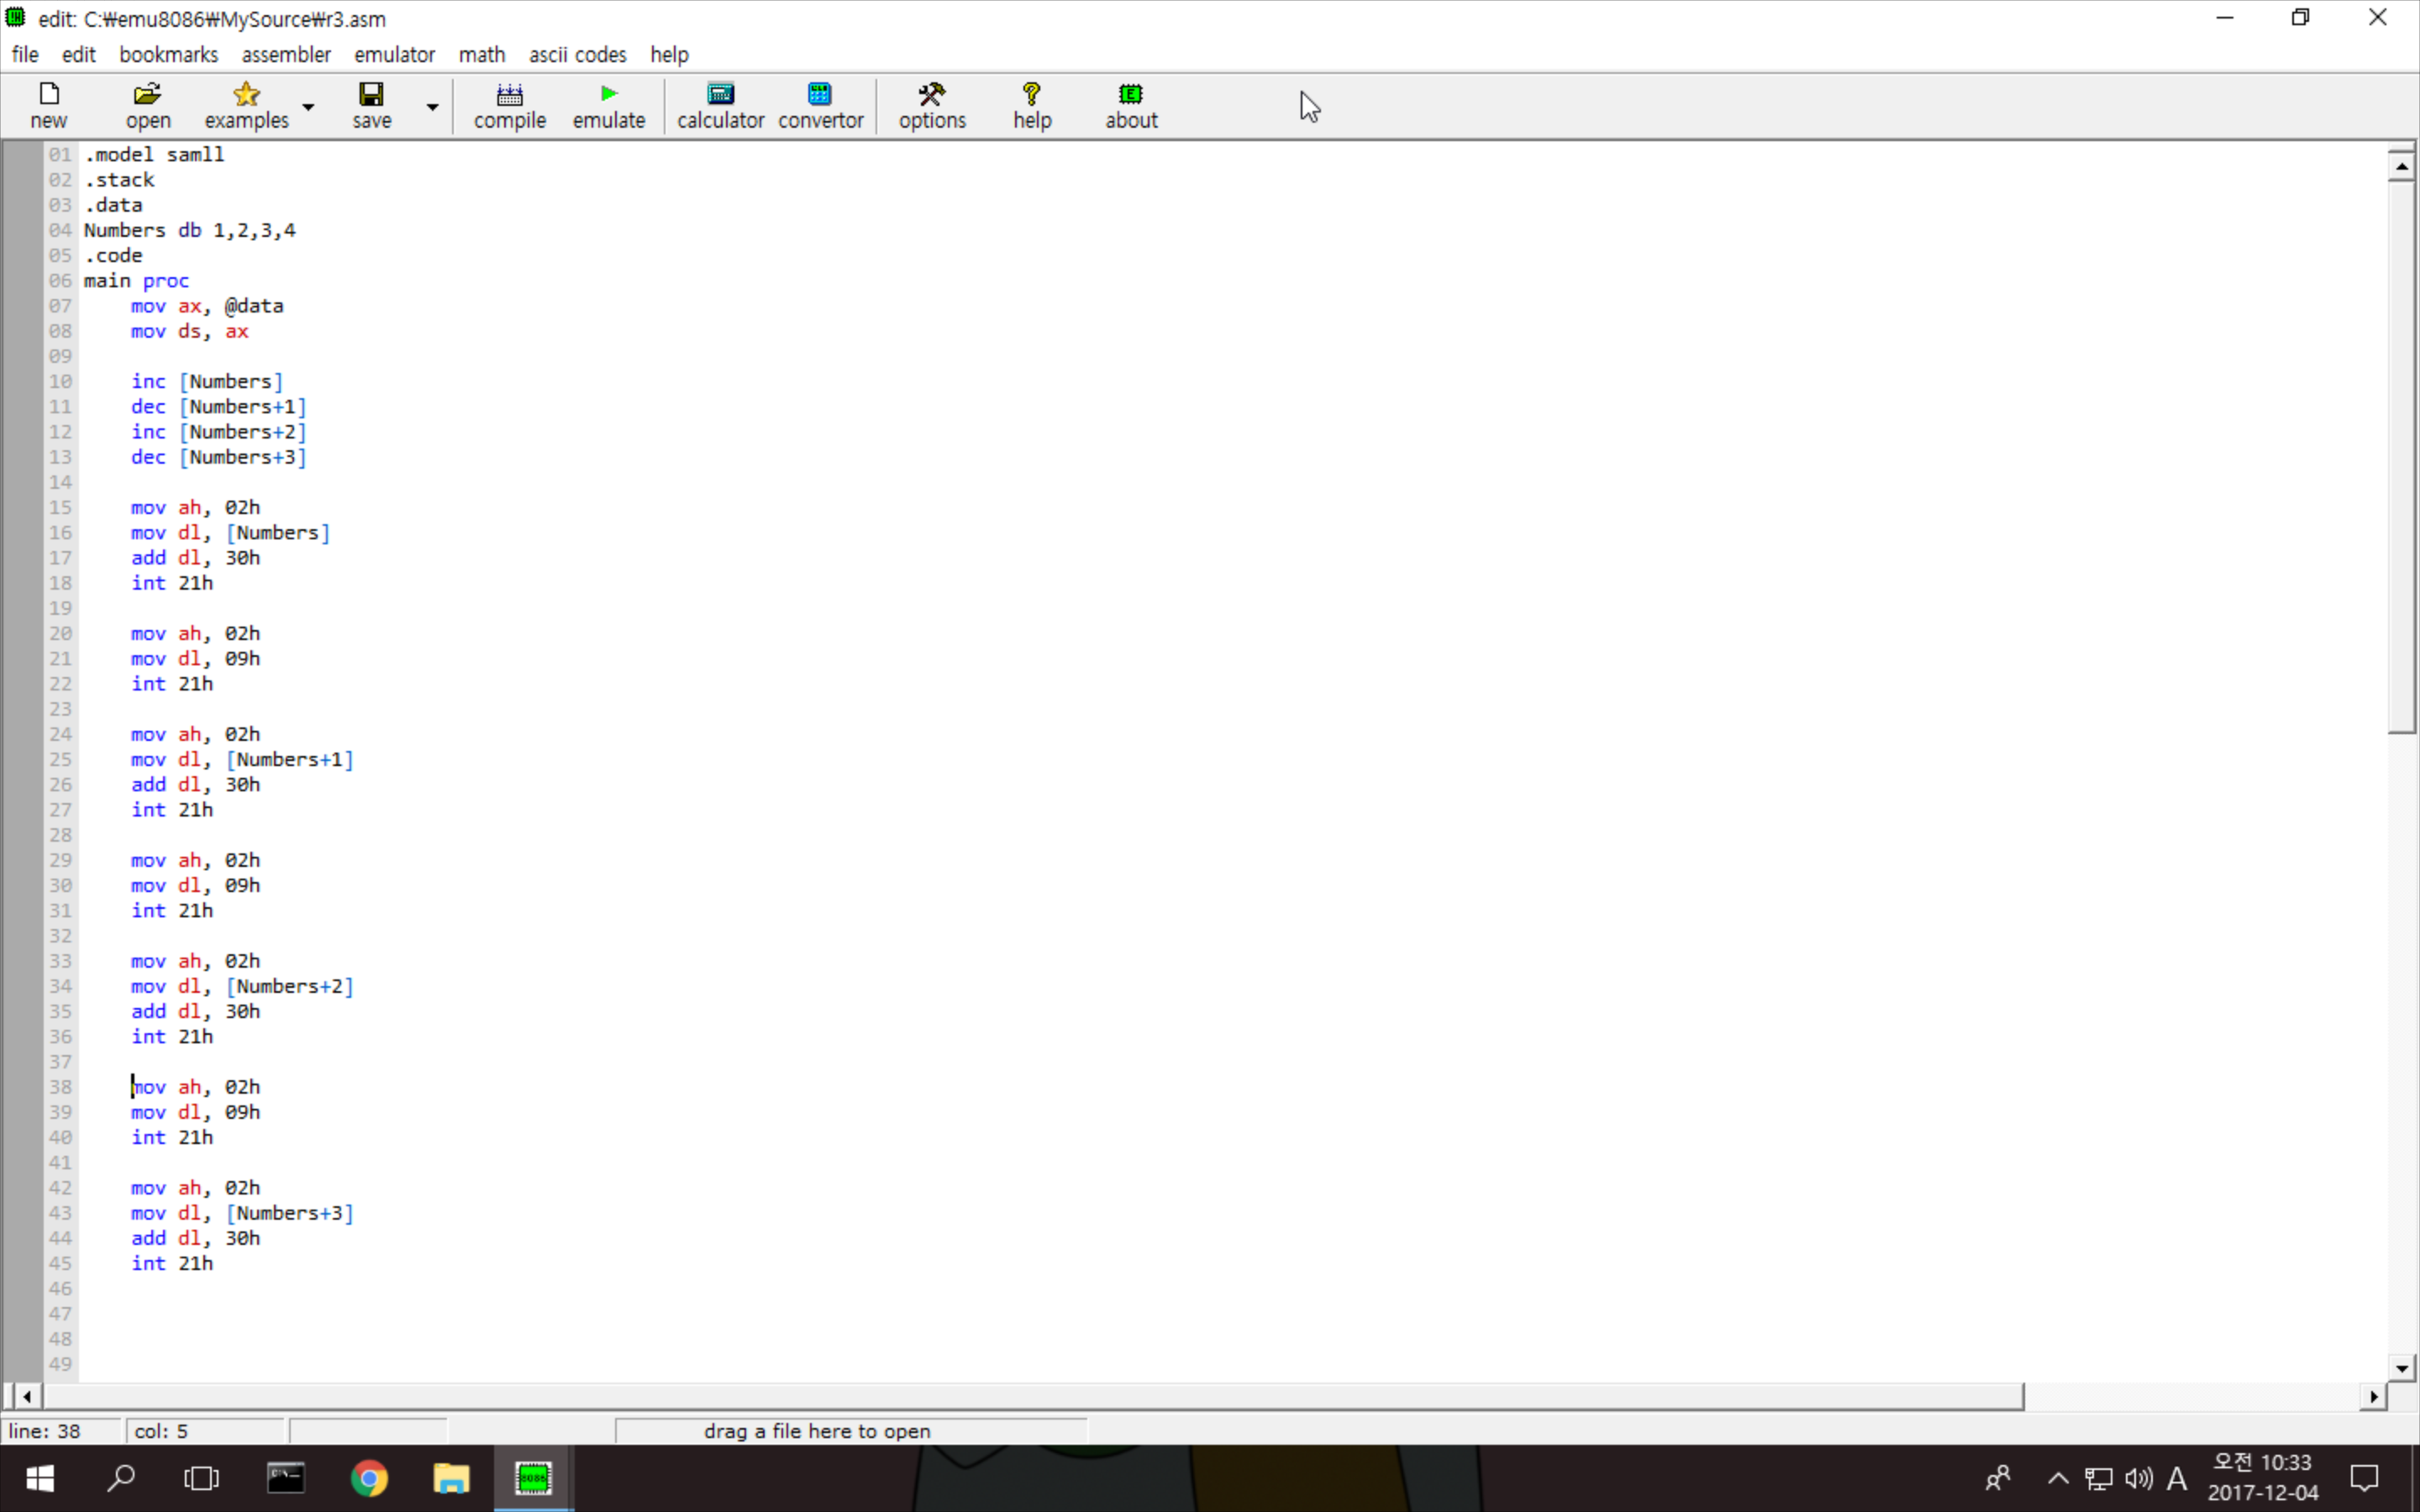 edit: C:₩emu8086₩MySource₩r3.asm
file edit bookmarks assembler emulator math ascii codes help
new open examples save compile emulate calculator convertor options help about
01 .model samll
02 .stack
03 .data
04 Numbers db 1,2,3,4
05 .code
06 main proc
07 mov ax, @data
08 mov ds, ax
09
10 inc [Numbers]
11 dec [Numbers+1]
12 inc [Numbers+2]
13 dec [Numbers+3]
14
15 mov ah, 02h
16 mov dl, [Numbers]
17 add dl, 30h
18 int 21h
19
20 mov ah, 02h
21 mov dl, 09h
22 int 21h
23
24 mov ah, 02h
25 mov dl, [Numbers+1]
26 add dl, 30h
27 int 21h
28
29 mov ah, 02h
30 mov dl, 09h
31 int 21h
32
33 mov ah, 02h
34 mov dl, [Numbers+2]
35 add dl, 30h
36 int 21h
37
38 mov ah, 02h
39 mov dl, 09h
40 int 21h
41
42 mov ah, 02h
43 mov dl, [Numbers+3]
44 add dl, 30h
45 int 21h
46
47
48
49
line: 38 col: 5 drag a file here to open
8086
A
오전 10:33
2017-12-04